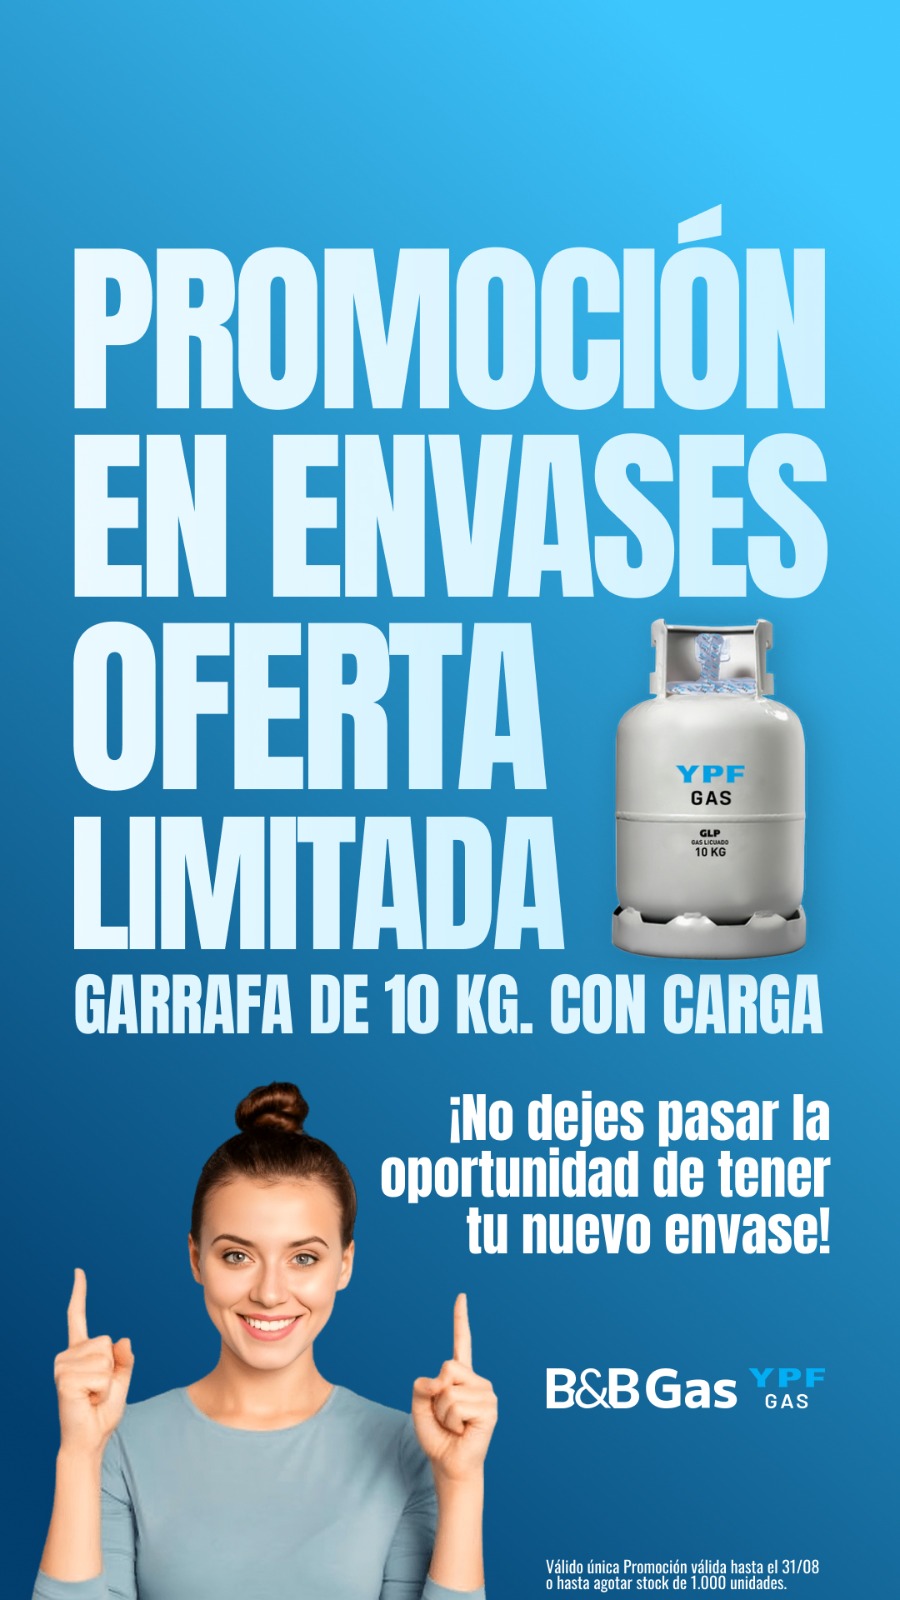 PROMOCIÓN
EN ENVASES
OFERTA
LIMITADA
YPF
GAS
GLP
GAS LICUADO
10 KG
GARRAFA DE 10 KG. CON CARGA
¡No dejes pasar la
oportunidad de tener
tu nuevo envase!
B&BGas YPF
GAS
Válido única Promoción válida hasta el 31/08
o hasta agotar stock de 1.000 unidades.